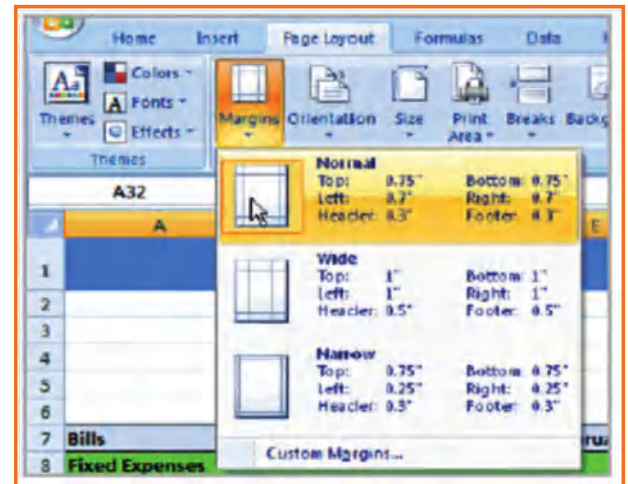 Home Insert Page Layout Formulas Data
Colors
Fonts
Effects
Themes
Margins Orientation Size Print Area Breaks
Themes
A32
A
E
Normal
Top: 0.75" Bottom: 0.75"
Left: 0.7" Right: 0.7"
Header: 0.3" Footer: 0.3"
1
Wide
Top: 1" Bottom: 1"
Left: 1" Right: 1"
Header: 0.5" Footer: 0.5"
2
3
4
Narrow
Top: 0.75" Bottom: 0.75"
Left: 0.25" Right: 0.25"
Header: 0.3" Footer: 0.3"
5
6
7 Bills
Custom Margins...
8 Fixed Expenses